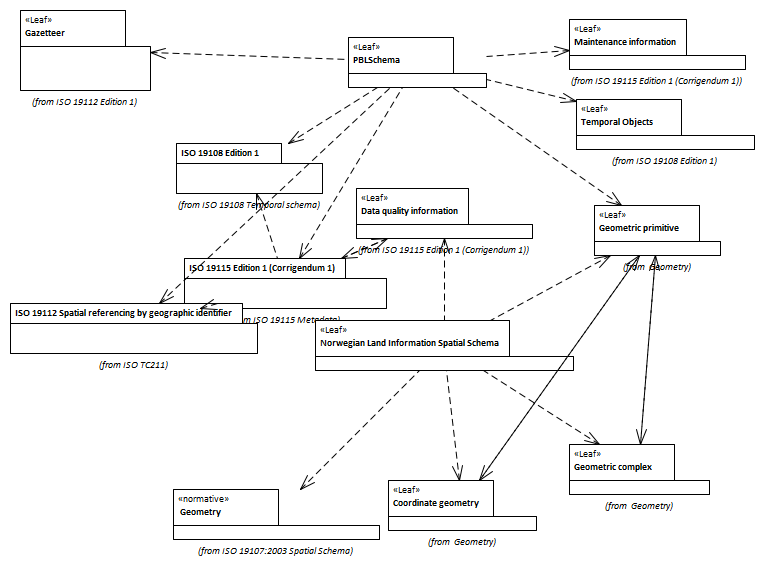 «Leaf»
Gazetteer
(from ISO 19112 Edition 1)
«Leaf»
PBLSchema
«Leaf»
Maintenance information
(from ISO 19115 Edition 1 (Corrigendum 1))
«Leaf»
Temporal Objects
(from ISO 19108 Edition 1)
ISO 19108 Edition 1
(from ISO 19108 Temporal schema)
«Leaf»
Data quality information
(from ISO 19115 Edition 1 (Corrigendum 1))
«Leaf»
Geometric primitive
(from Geometry)
ISO 19115 Edition 1 (Corrigendum 1)
ISO 19115 Metadata)
ISO 19112 Spatial referencing by geographic identifier
(from ISO TC211)
«Leaf»
Norwegian Land Information Spatial Schema
«normative»
Geometry
(from ISO 19107:2003 Spatial Schema)
«Leaf»
Coordinate geometry
(from Geometry)
«Leaf»
Geometric complex
(from Geometry)